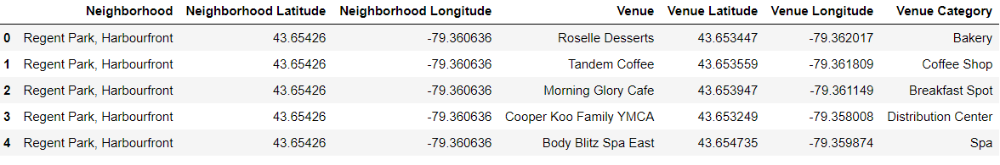 Neighborhood Neighborhood Latitude Neighborhood Longitude Venue Venue Latitude Venue Longitude Venue Category
0 Regent Park, Harbourfront 43.65426 -79.360636 Roselle Desserts 43.653447 -79.362017 Bakery
1 Regent Park, Harbourfront 43.65426 -79.360636 Tandem Coffee 43.653559 -79.361809 Coffee Shop
2 Regent Park, Harbourfront 43.65426 -79.360636 Morning Glory Cafe 43.653947 -79.361149 Breakfast Spot
3 Regent Park, Harbourfront 43.65426 -79.360636 Cooper Koo Family YMCA 43.653249 -79.358008 Distribution Center
4 Regent Park, Harbourfront 43.65426 -79.360636 Body Blitz Spa East 43.654735 -79.359874 Spa